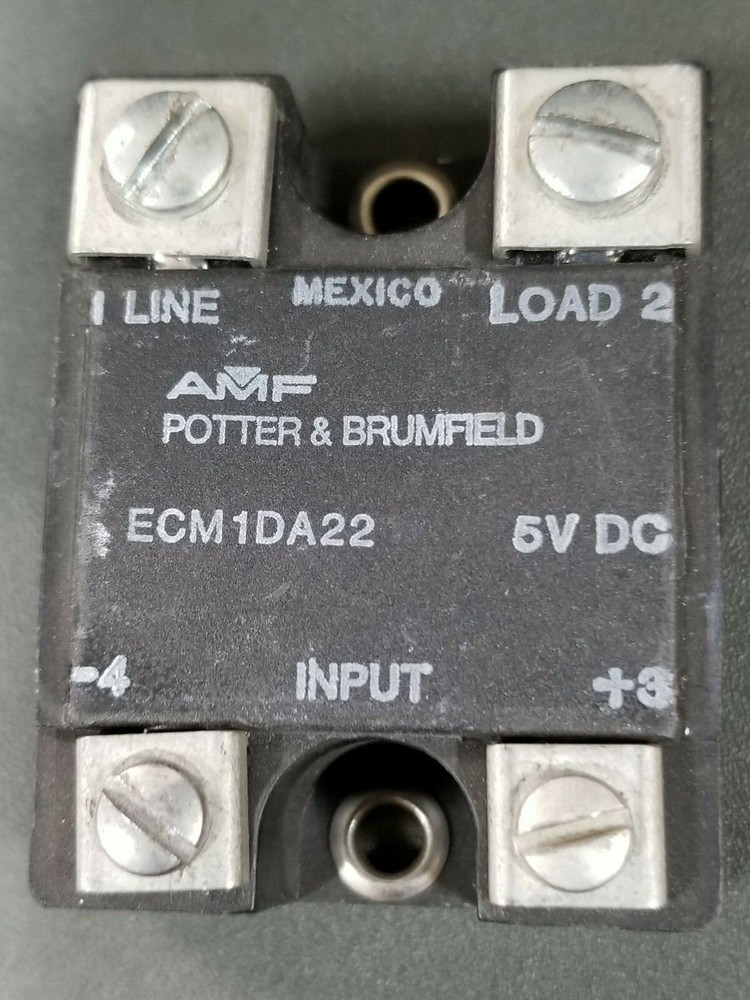 1 LINE MEXICO LOAD 2
AMF
POTTER & BRUMFIELD
ECM1DA22 5V DC
-4 INPUT +3